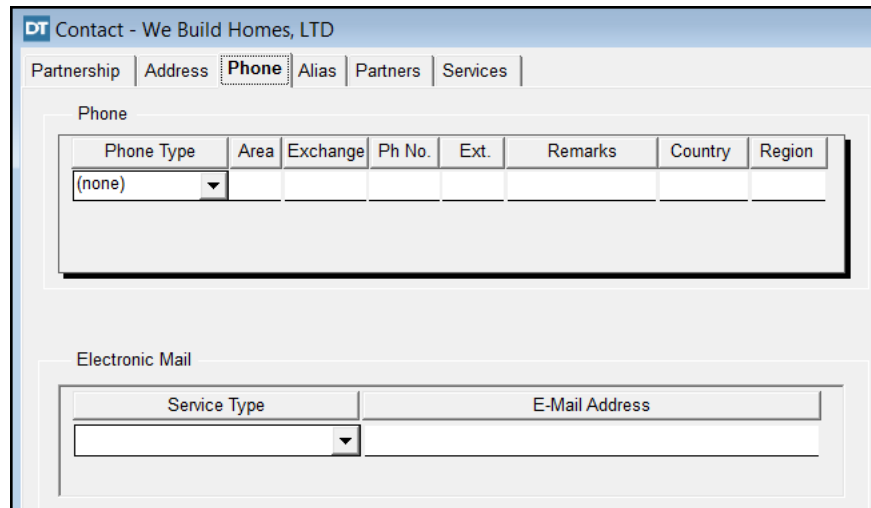 DT Contact - We Build Homes, LTD
Partnership Address Phone Alias Partners Services
Phone
Phone Type Area Exchange Ph No. Ext. Remarks Country Region
(none)
Electronic Mail
Service Type E-Mail Address